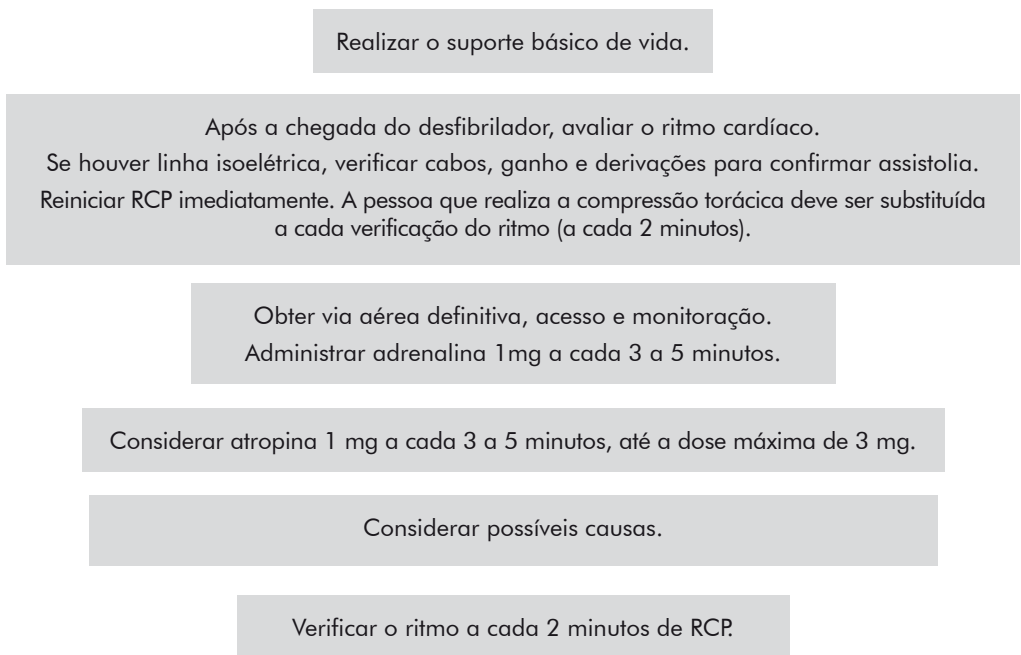 Realizar o suporte básico de vida.
Após a chegada do desfibrilador, avaliar o ritmo cardíaco.
Se houver linha isoelétrica, verificar cabos, ganho e derivações para confirmar assistolia.
Reiniciar RCP imediatamente. A pessoa que realiza a compressão torácica deve ser substituída
a cada verificação do ritmo (a cada 2 minutos).
Obter via aérea definitiva, acesso e monitoração.
Administrar adrenalina 1mg a cada 3 a 5 minutos.
Considerar atropina 1 mg a cada 3 a 5 minutos, até a dose máxima de 3 mg.
Considerar possíveis causas.
Verificar o ritmo a cada 2 minutos de RCP.